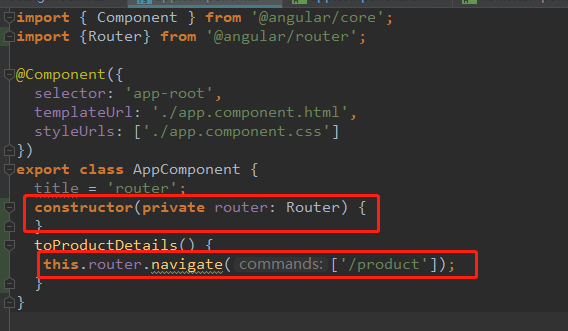 import { Component } from '@angular/core';
import {Router} from '@angular/router';
@Component({
selector: 'app-root',
templateUrl: './app.component.html',
styleUrls: ['./app.component.css']
})
export class AppComponent {
title = 'router';
constructor(private router: Router) {
}
toProductDetails() {
this.router.navigate( commands: ['/product']);
}
}